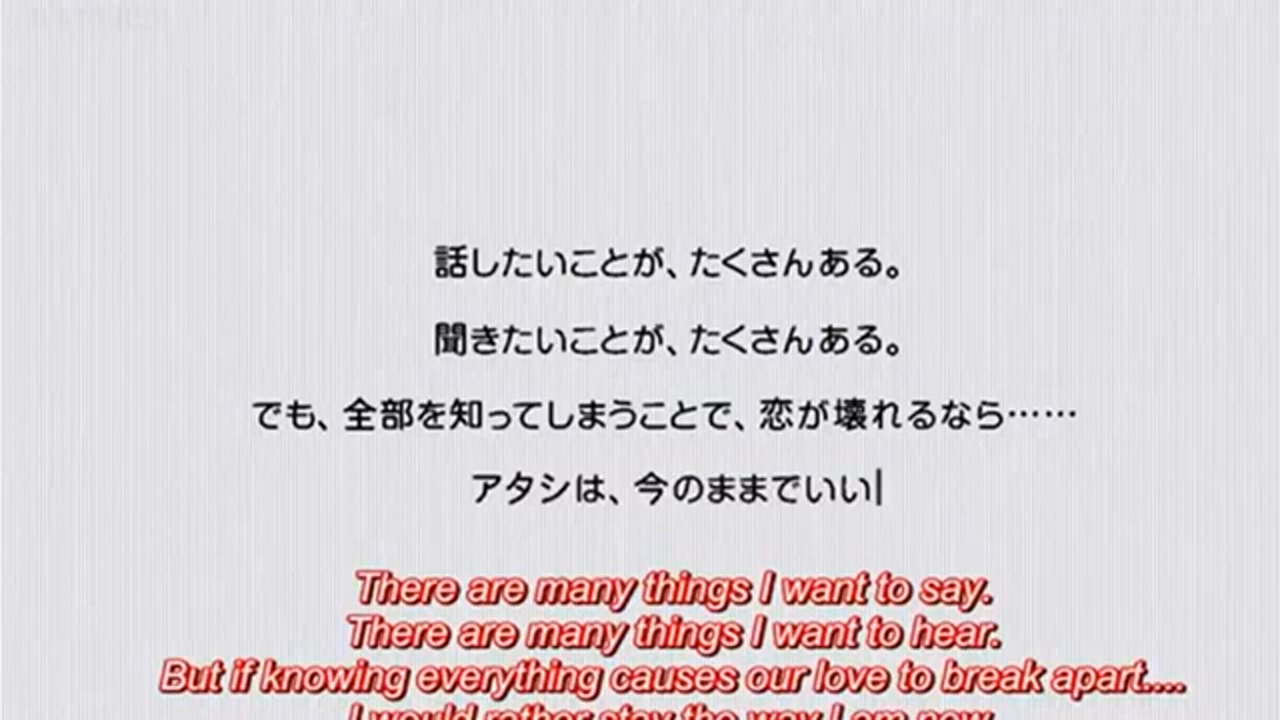 話したいことが、たくさんある。
聞きたいことが、たくさんある。
でも、全部を知ってしまうことで、恋が壊れるなら……
アタシは、今のままでいい
There are many things I want to say.
There are many things I want to hear.
But if knowing everything causes our love to break apart....
I would rather stay the way I am now.